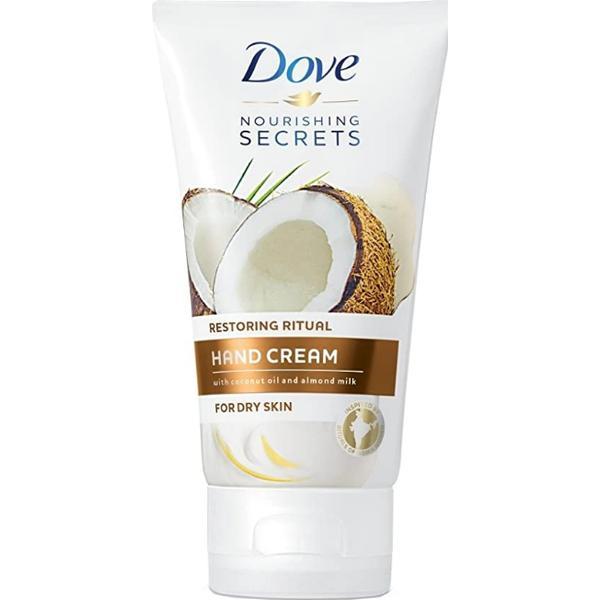 Dove
NOURISHING
SECRETS
RESTORING RITUAL
HAND CREAM
with coconut oil and almond milk
FOR DRY SKIN